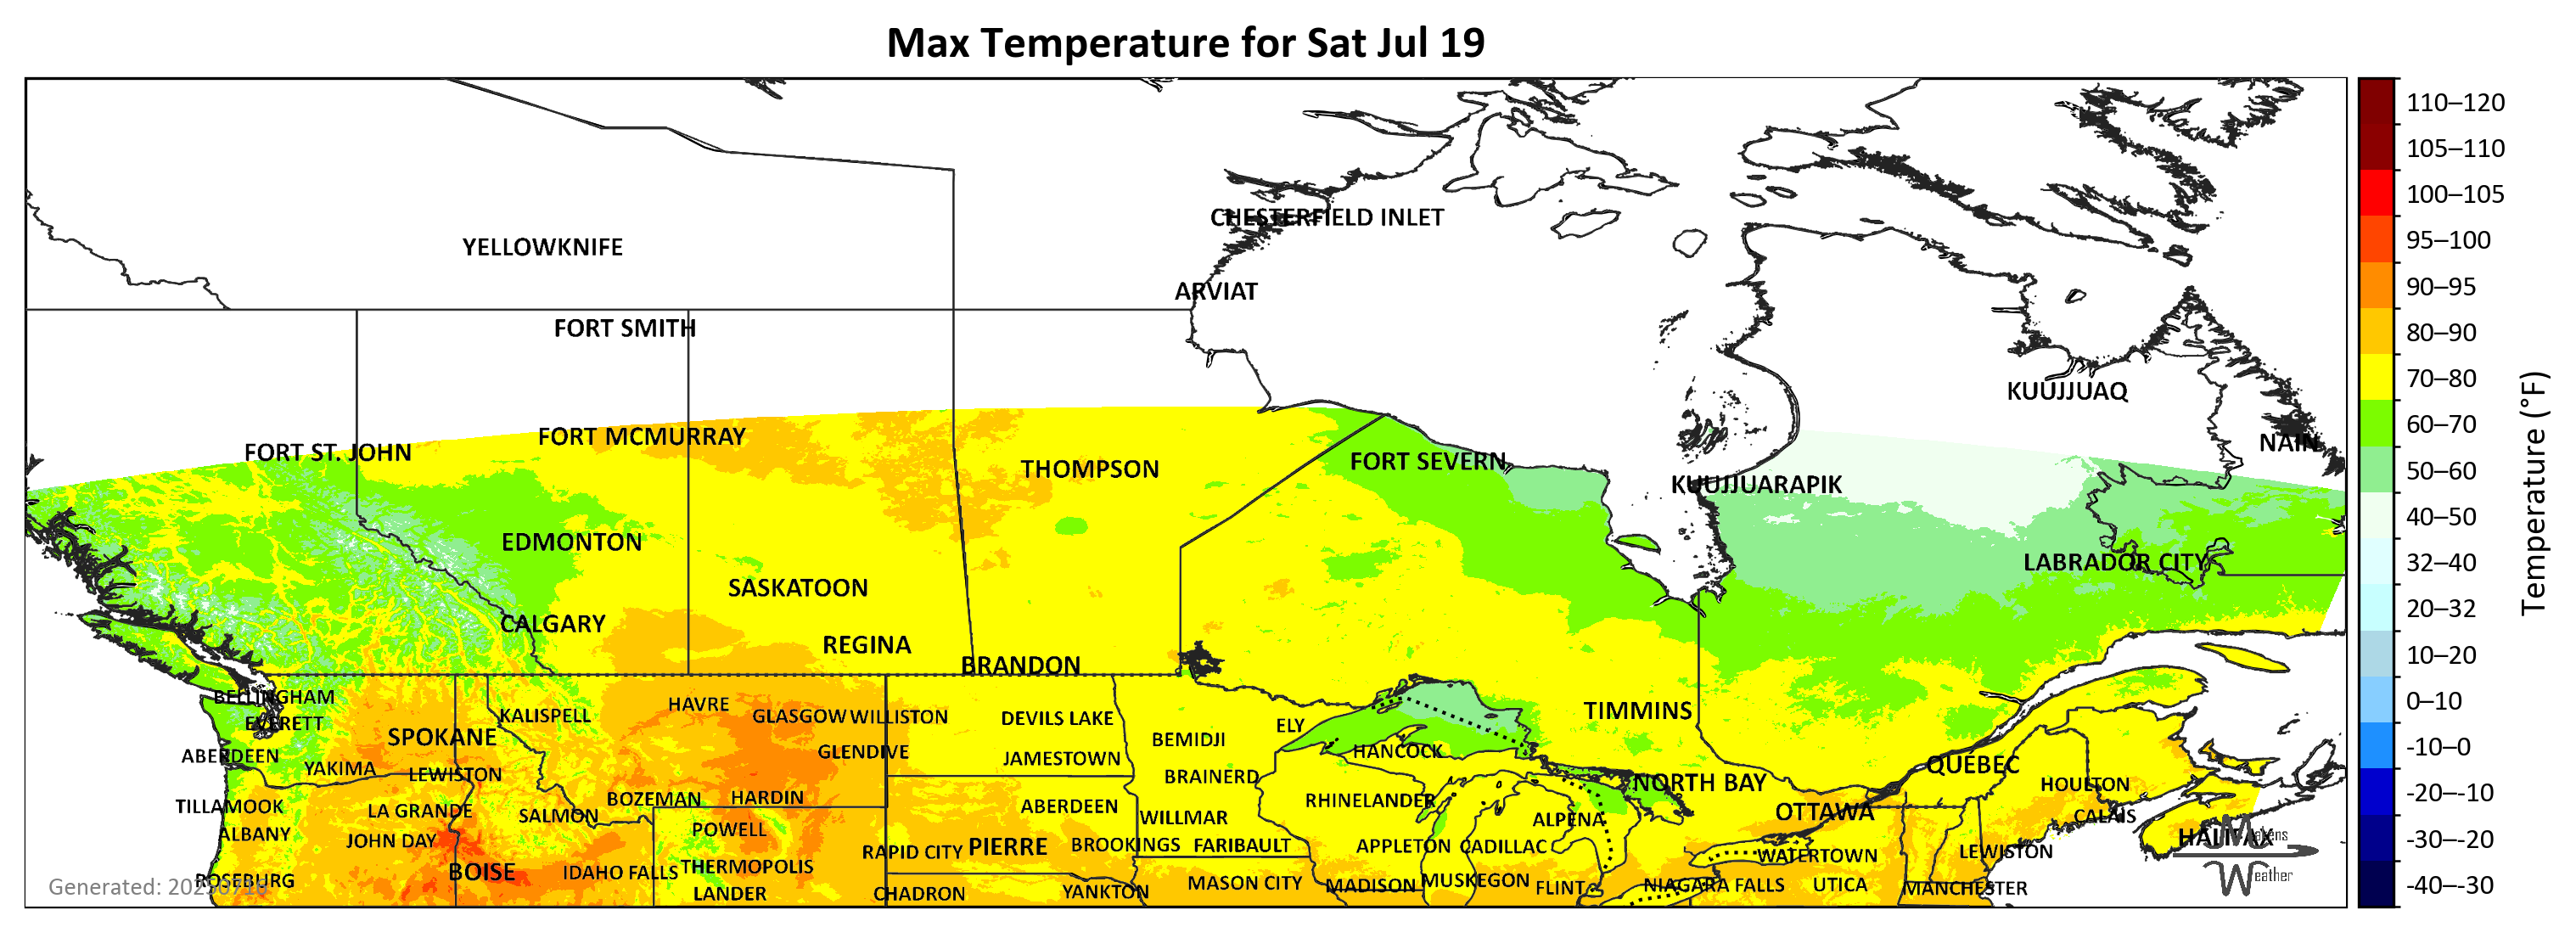 Max Temperature for Sat Jul 19
CHESTERFIELD INLET
YELLOWKNIFE
ARVIAT
FORT SMITH
KUUJJUAQ
FORT MCMURRAY
NAIN
FORT ST. JOHN
FORT SEVERN
THOMPSON
KUUJJUARAPIK
EDMONTON
LABRADOR CITY
SASKATOON
CALGARY
REGINA
BRANDON
BELLINGHAM
HAVRE
TIMMINS
KALISPELL
GLASGOW WILLISTON
DEVILS LAKE
EVERETT
ELY
SPOKANE
BEMIDJI
GLENDIVE
HANCOCK
ABERDEEN
JAMESTOWN
QUÉBEC
YAKIMA
LEWISTON
BRAINERD
NORTH BAY
HOULTON
BOZEMAN
HARDIN
RHINELANDER
TILLAMOOK
ABERDEEN
LA GRANDE
SALMON
OTTAWA
CALAIS
WILLMAR
ALPENA
POWELL
ALBANY
HALIFAX
Makens
JOHN DAY
PIERRE
BROOKINGS
FARIBAULT
APPLETON
CADILLAC
RAPID CITY
LEWISTON
WATERTOWN
THERMOPOLIS
BOISE
IDAHO FALLS
Weather
ROSEBURG
MUSKEGON
MASON CITY
MADISON
NIAGARA FALLS
UTICA
FLINT
MANCHESTER
LANDER
CHADRON
YANKTON
Generated: 20250716
110–120
105–110
100–105
95–100
90–95
80–90
70–80
60–70
50–60
40–50
32–40
20–32
10–20
0–10
-10–0
-20–-10
-30–-20
-40–-30
Temperature (°F)